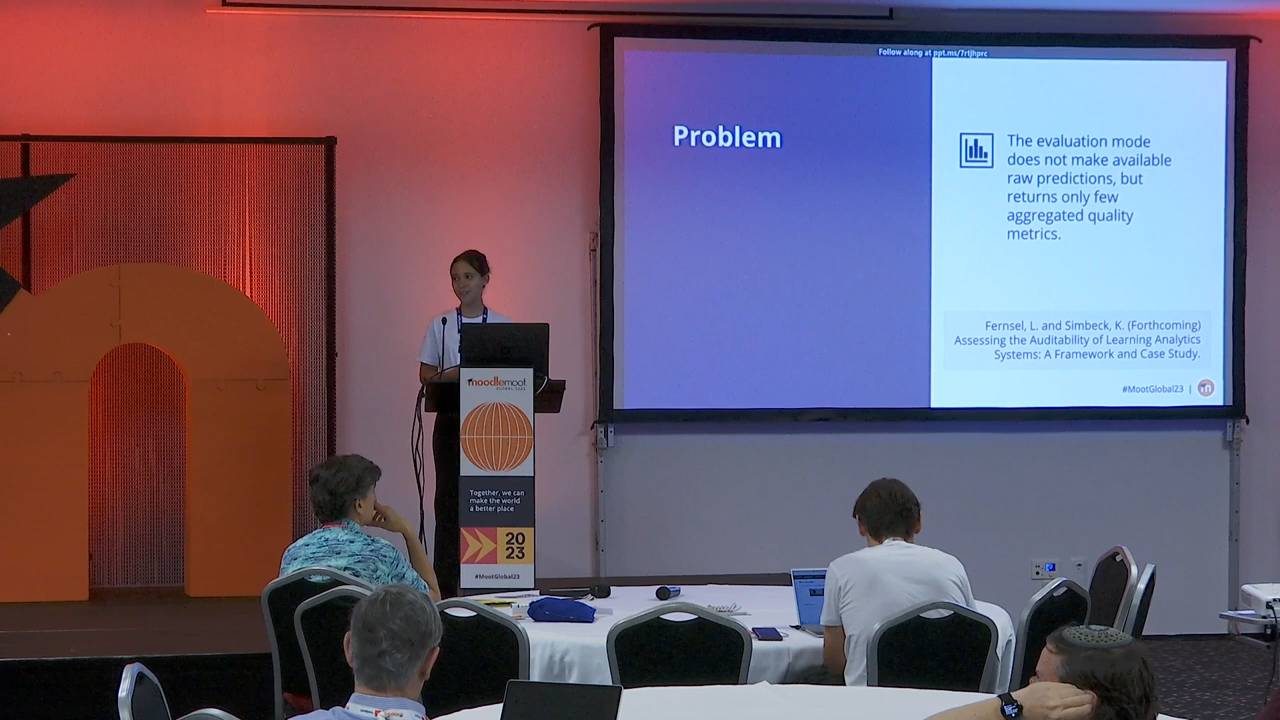 Follow along at ppt.ms/7rtjhprc
Problem
The evaluation mode
does not make available
raw predictions, but
returns only few
aggregated quality
metrics.
Fernsel, L. and Simbeck, K. (Forthcoming)
Assessing the Auditability of Learning Analytics
Systems: A Framework and Case Study.
#MootGlobal23 |
moodlemoot
GLOBAL 2023
Together, we can
make the world
a better place
20
23
#MootGlobal23